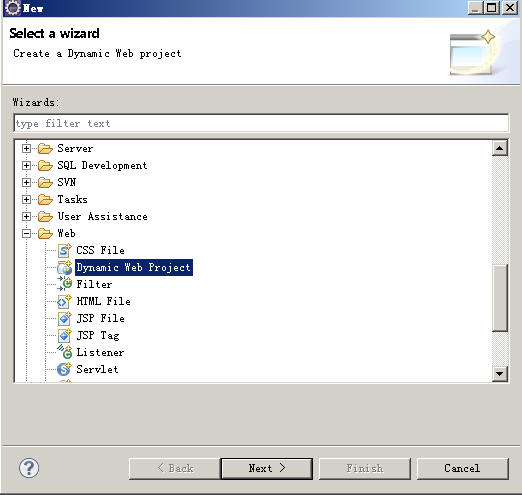 New
Select a wizard
Create a Dynamic Web project
Wizards:
type filter text
Server
SQL Development
SVN
Tasks
User Assistance
Web
CSS File
Dynamic Web Project
Filter
HTML File
JSP File
JSP Tag
Listener
Servlet
? < Back Next > Finish Cancel